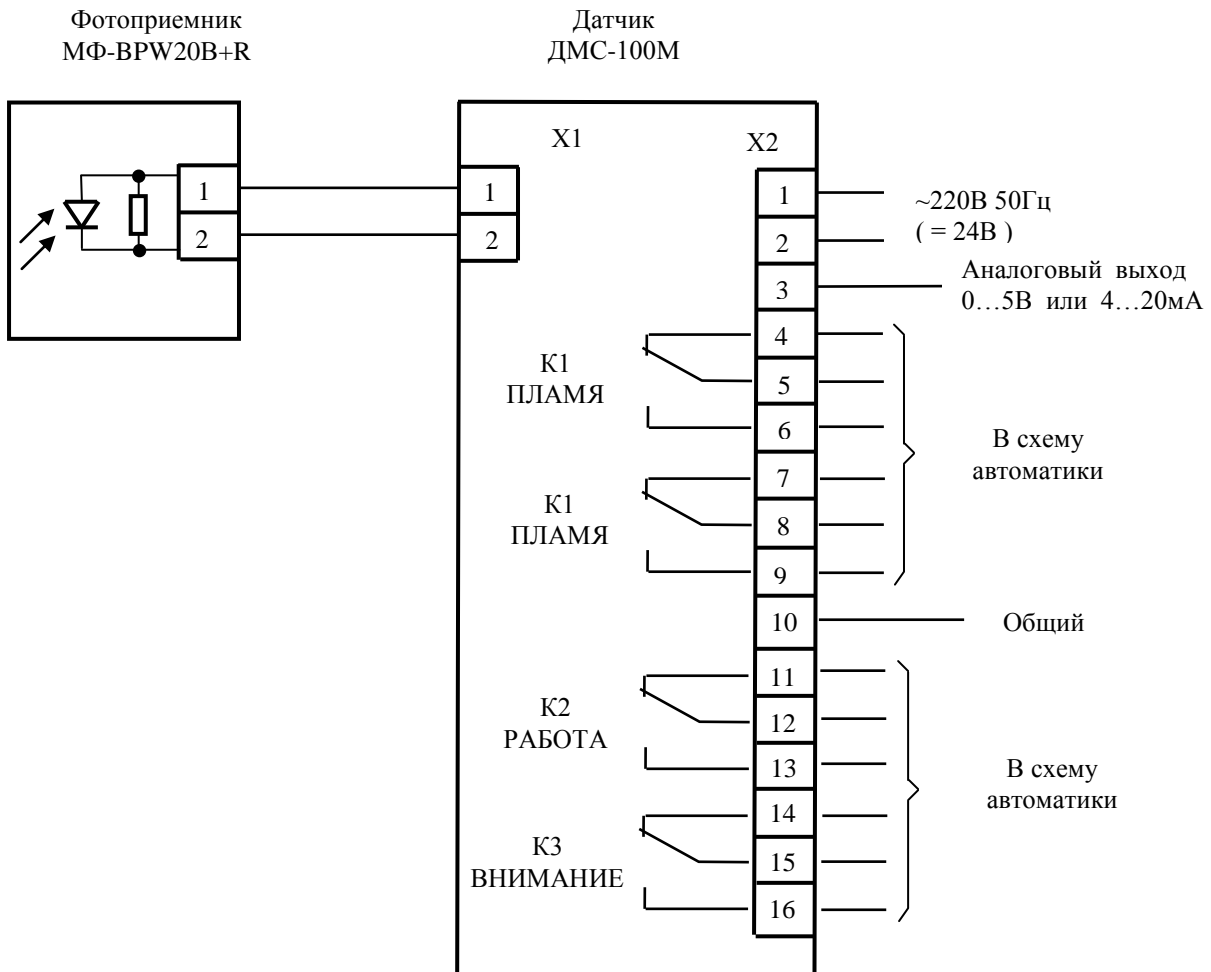 Фотоприемник
МФ-BPW20B+R
Датчик
ДМС-100М
X1
X2
1
2
1
2
1
2
3
4
5
6
7
8
9
10
11
12
13
14
15
16
~220В 50Гц
( = 24В )
Аналоговый выход
0…5В или 4…20мА
К1
ПЛАМЯ
К1
ПЛАМЯ
В схему
автоматики
Общий
К2
РАБОТА
К3
ВНИМАНИЕ
В схему
автоматики